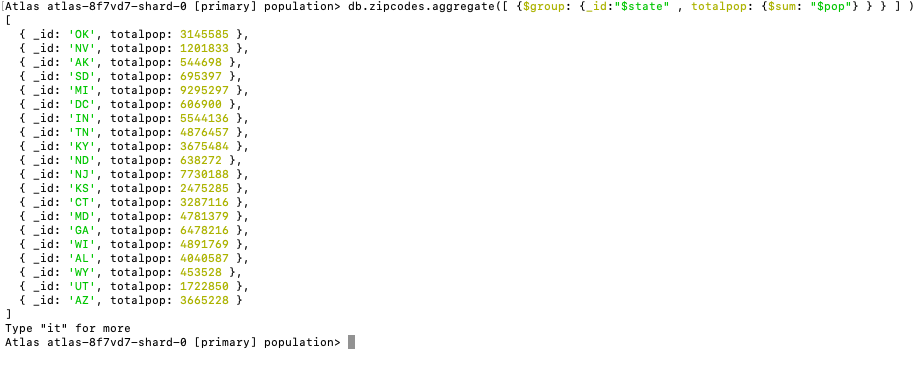 Atlas atlas-8f7vd7-shard-0 [primary] population> db.zipcodes.aggregate([ {$group: {_id:"$state" , totalpop: {$sum: "$pop"} } } ] )
[
  { _id: 'OK', totalpop: 3145585 },
  { _id: 'NV', totalpop: 1201833 },
  { _id: 'AK', totalpop: 544698 },
  { _id: 'SD', totalpop: 695397 },
  { _id: 'MI', totalpop: 9295297 },
  { _id: 'DC', totalpop: 606900 },
  { _id: 'IN', totalpop: 5544136 },
  { _id: 'TN', totalpop: 4876457 },
  { _id: 'KY', totalpop: 3675484 },
  { _id: 'ND', totalpop: 638272 },
  { _id: 'NJ', totalpop: 7730188 },
  { _id: 'KS', totalpop: 2475285 },
  { _id: 'CT', totalpop: 3287116 },
  { _id: 'MD', totalpop: 4781379 },
  { _id: 'GA', totalpop: 6478216 },
  { _id: 'WI', totalpop: 4891769 },
  { _id: 'AL', totalpop: 4040587 },
  { _id: 'WY', totalpop: 453528 },
  { _id: 'UT', totalpop: 1722850 },
  { _id: 'AZ', totalpop: 3665228 }
]
Type "it" for more
Atlas atlas-8f7vd7-shard-0 [primary] population>